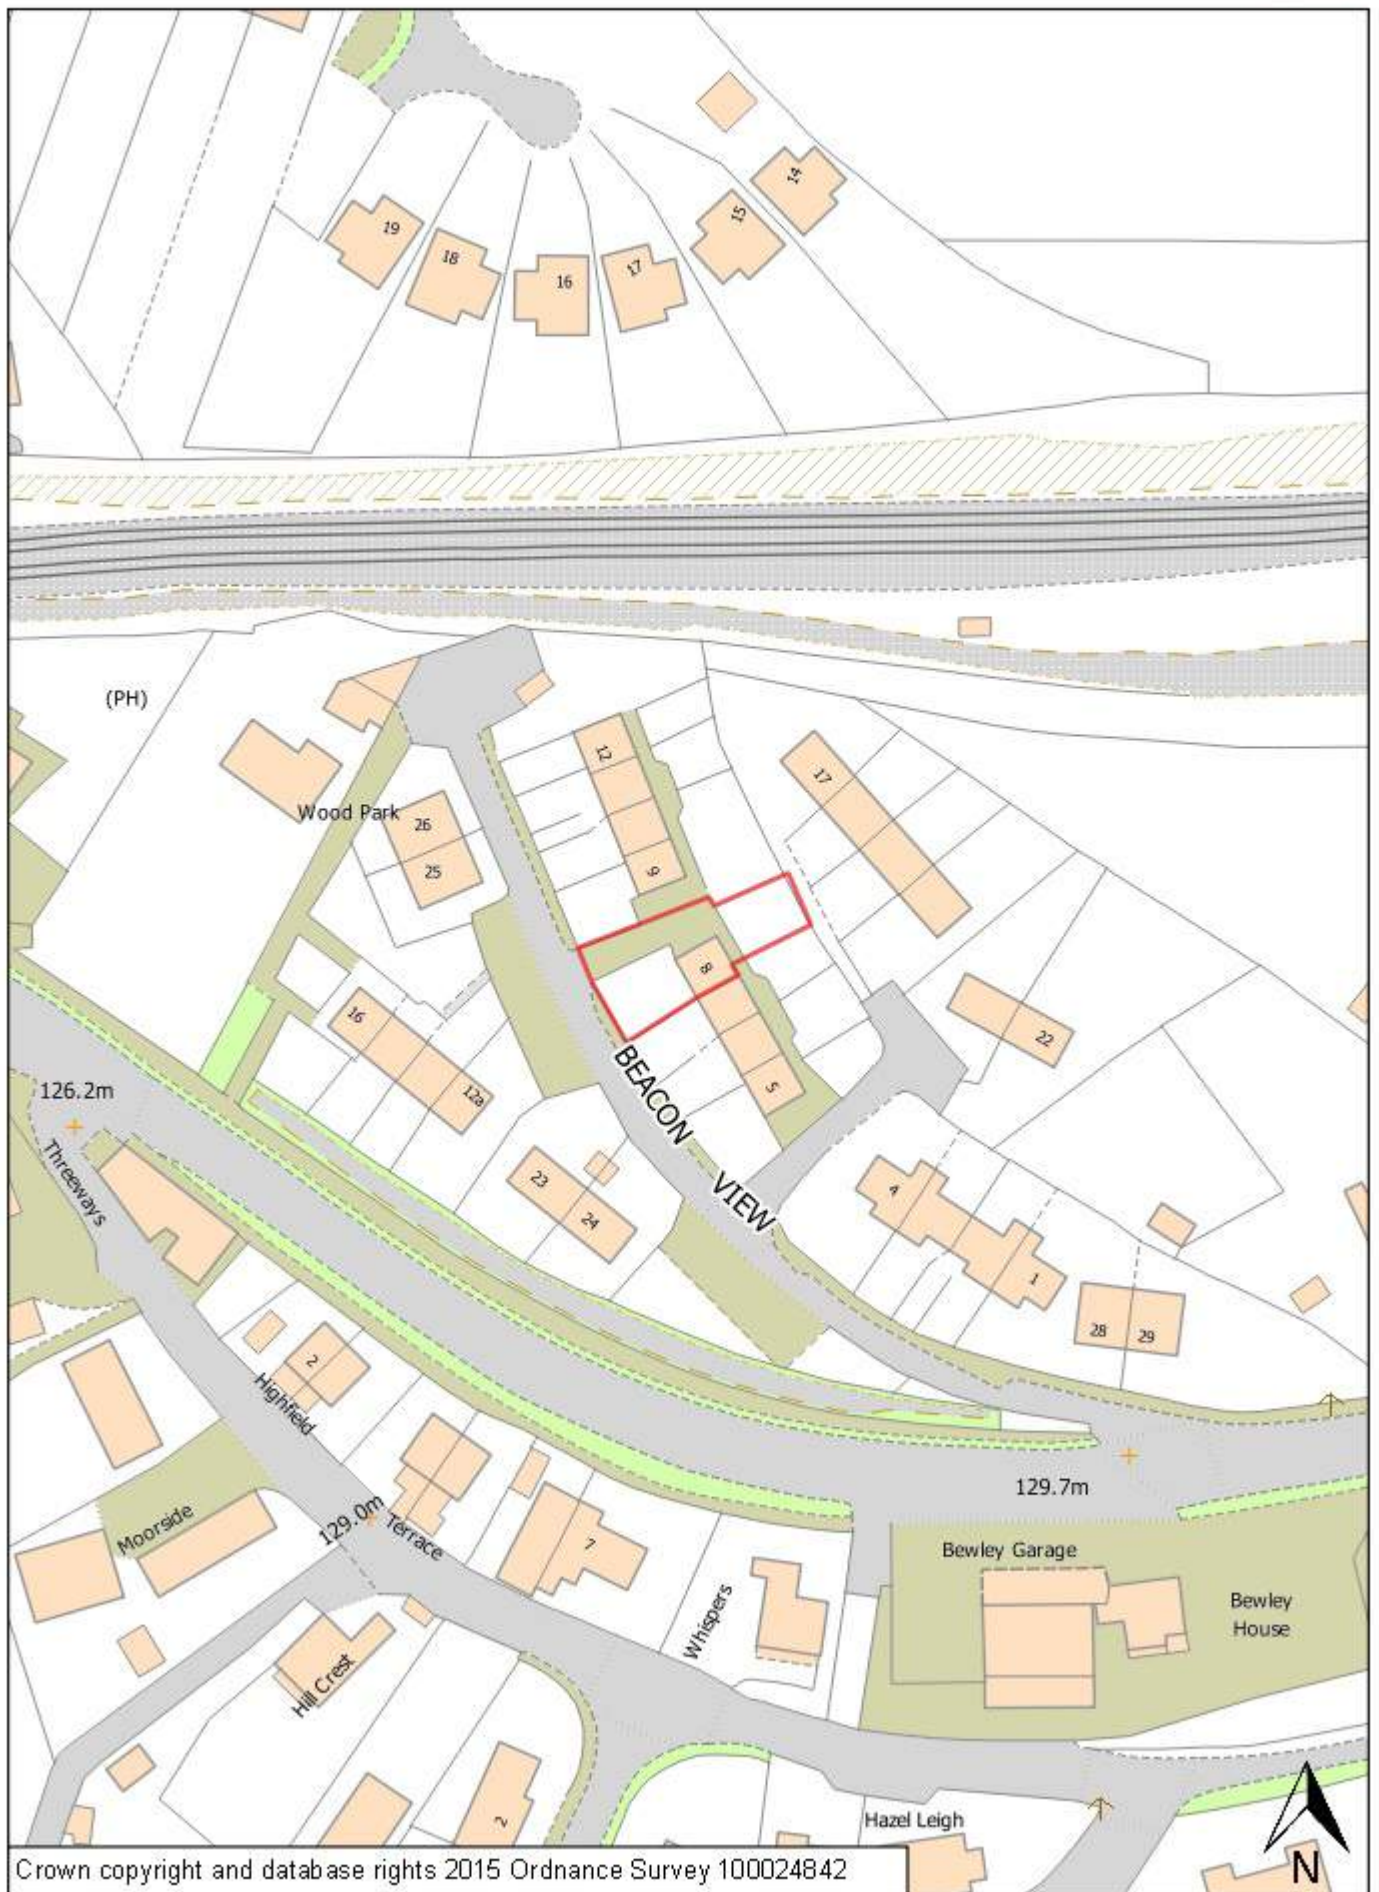 14
15
19
18
16
17
(PH)
12
17
Wood Park
26
25
9
8
22
16
12a
5
126.2m
BEACON
VIEW
Threeways
23
24
4
1
28
29
2
Highfield
129.7m
129.0m
Terrace
Moorside
7
Bewley Garage
Bewley
House
Whispers
Hill Crest
2
Hazel Leigh
N
Crown copyright and database rights 2015 Ordnance Survey 100024842